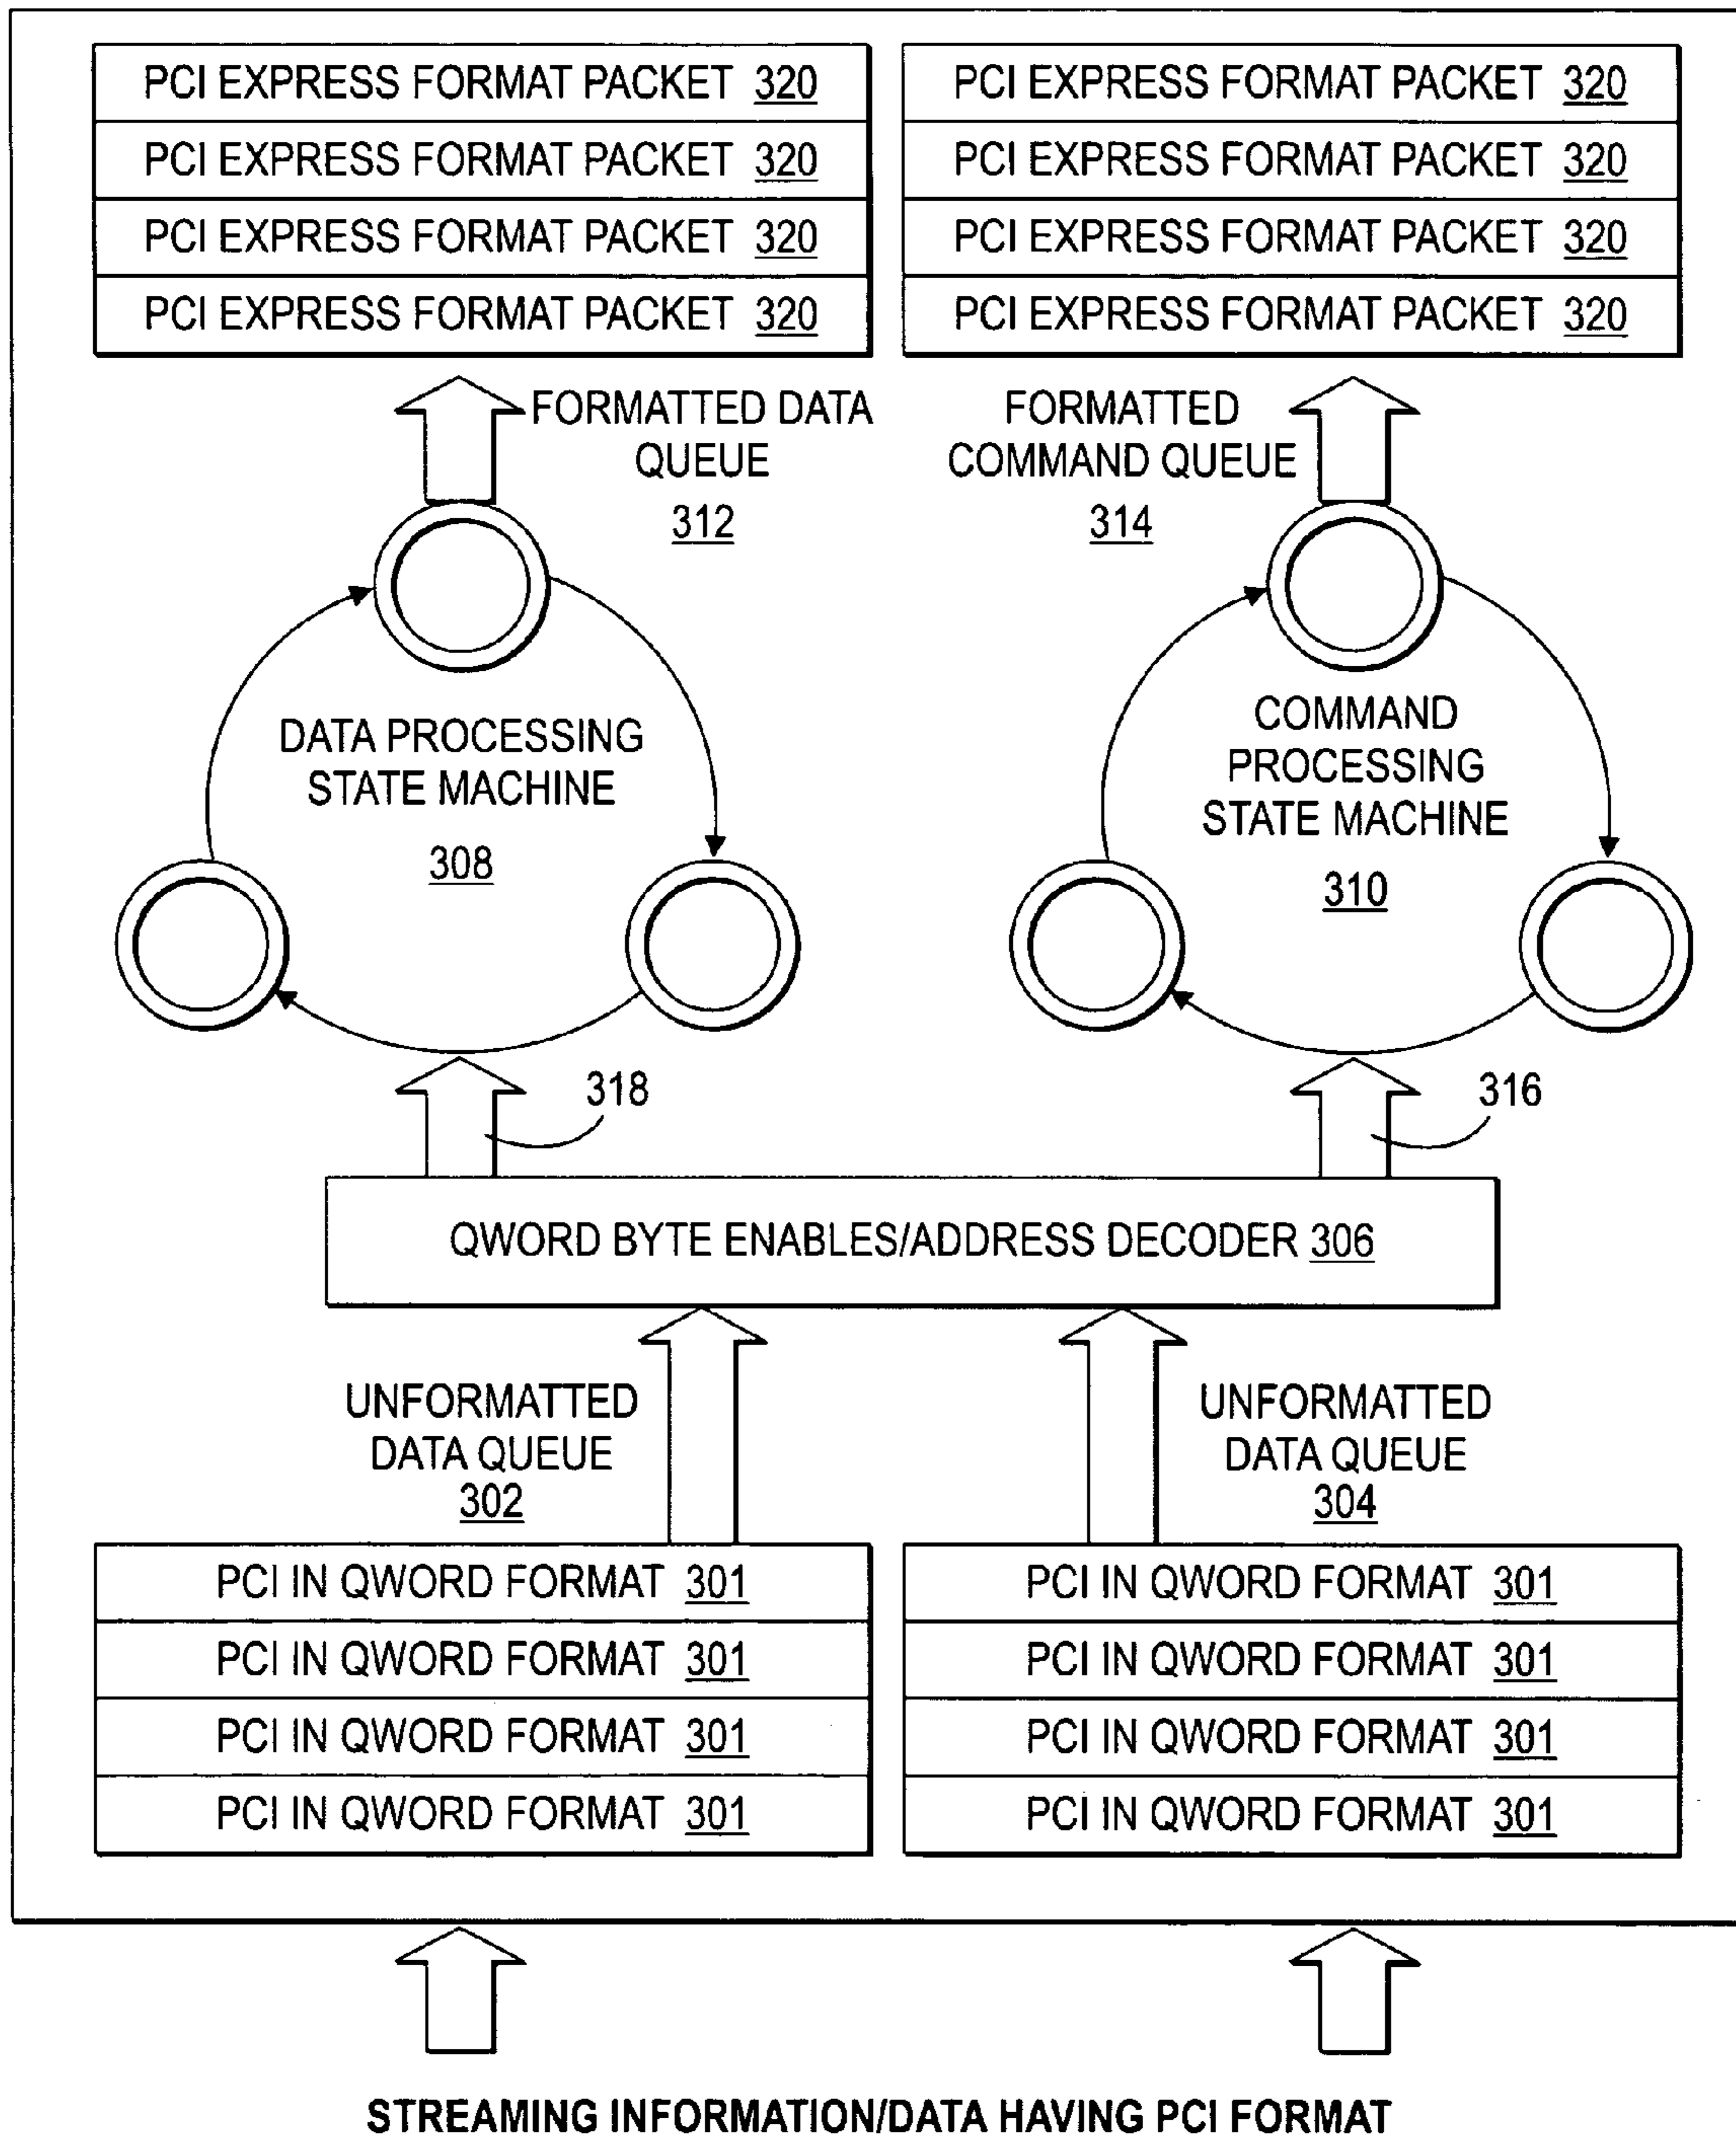 PCI EXPRESS FORMAT PACKET 320
PCI EXPRESS FORMAT PACKET 320
PCI EXPRESS FORMAT PACKET 320
PCI EXPRESS FORMAT PACKET 320
PCI EXPRESS FORMAT PACKET 320
PCI EXPRESS FORMAT PACKET 320
PCI EXPRESS FORMAT PACKET 320
PCI EXPRESS FORMAT PACKET 320
FORMATTED DATA
QUEUE
312
FORMATTED
COMMAND QUEUE
314
DATA PROCESSING
STATE MACHINE
308
COMMAND
PROCESSING
STATE MACHINE
310
318
316
QWORD BYTE ENABLES/ADDRESS DECODER 306
UNFORMATTED
DATA QUEUE
302
UNFORMATTED
DATA QUEUE
304
PCI IN QWORD FORMAT 301
PCI IN QWORD FORMAT 301
PCI IN QWORD FORMAT 301
PCI IN QWORD FORMAT 301
PCI IN QWORD FORMAT 301
PCI IN QWORD FORMAT 301
PCI IN QWORD FORMAT 301
PCI IN QWORD FORMAT 301
STREAMING INFORMATION/DATA HAVING PCI FORMAT